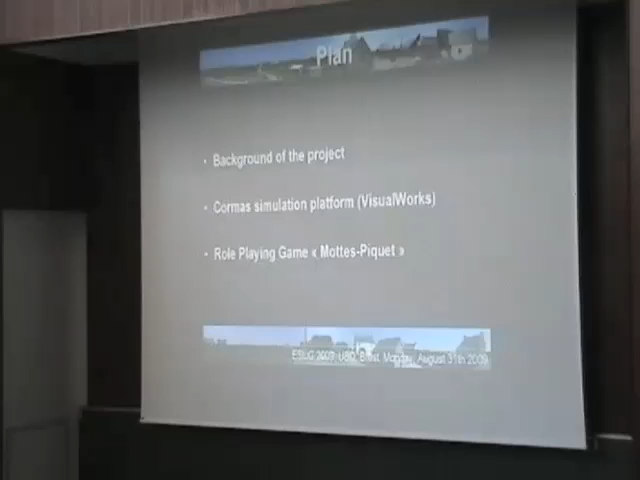 Plan
• Background of the project
• Cormas simulation platform (VisualWorks)
• Role Playing Game « Mottes-Piquet »
ESUG 2009, UBO, Brest, Monday, August 31th 2009